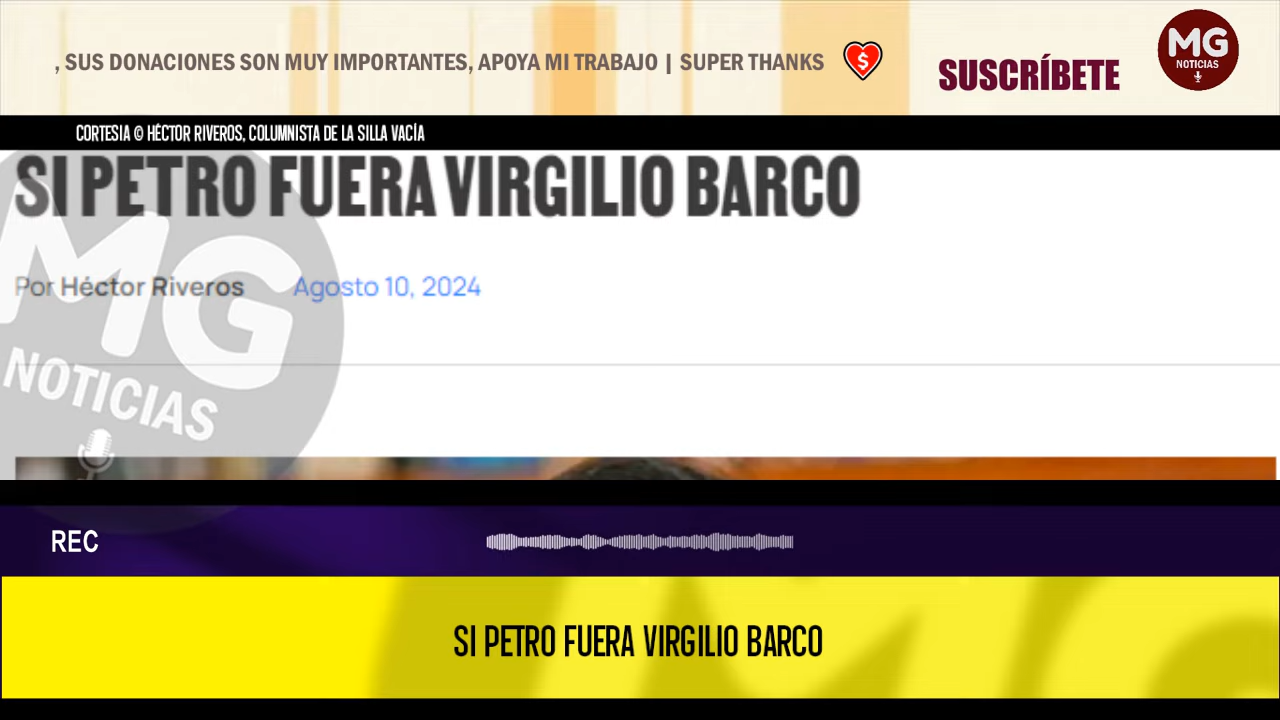 , SUS DONACIONES SON MUY IMPORTANTES, APOYA MI TRABAJO | SUPER THANKS
$
SUSCRÍBETE
MG
NOTICIAS
CORTESIA © HÉCTOR RIVEROS, COLUMNISTA DE LA SILLA VACÍA
SI PETRO FUERA VIRGILIO BARCO
Por Héctor Riveros Agosto 10, 2024
MG
NOTICIAS
REC
SI PETRO FUERA VIRGILIO BARCO